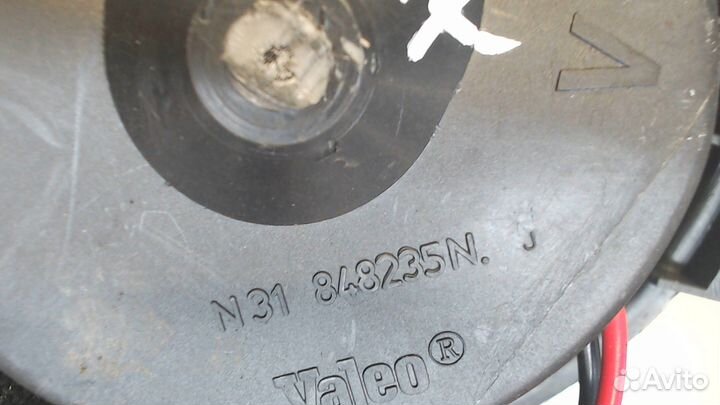 V
N31 848235N. J
Valeo®
Avito